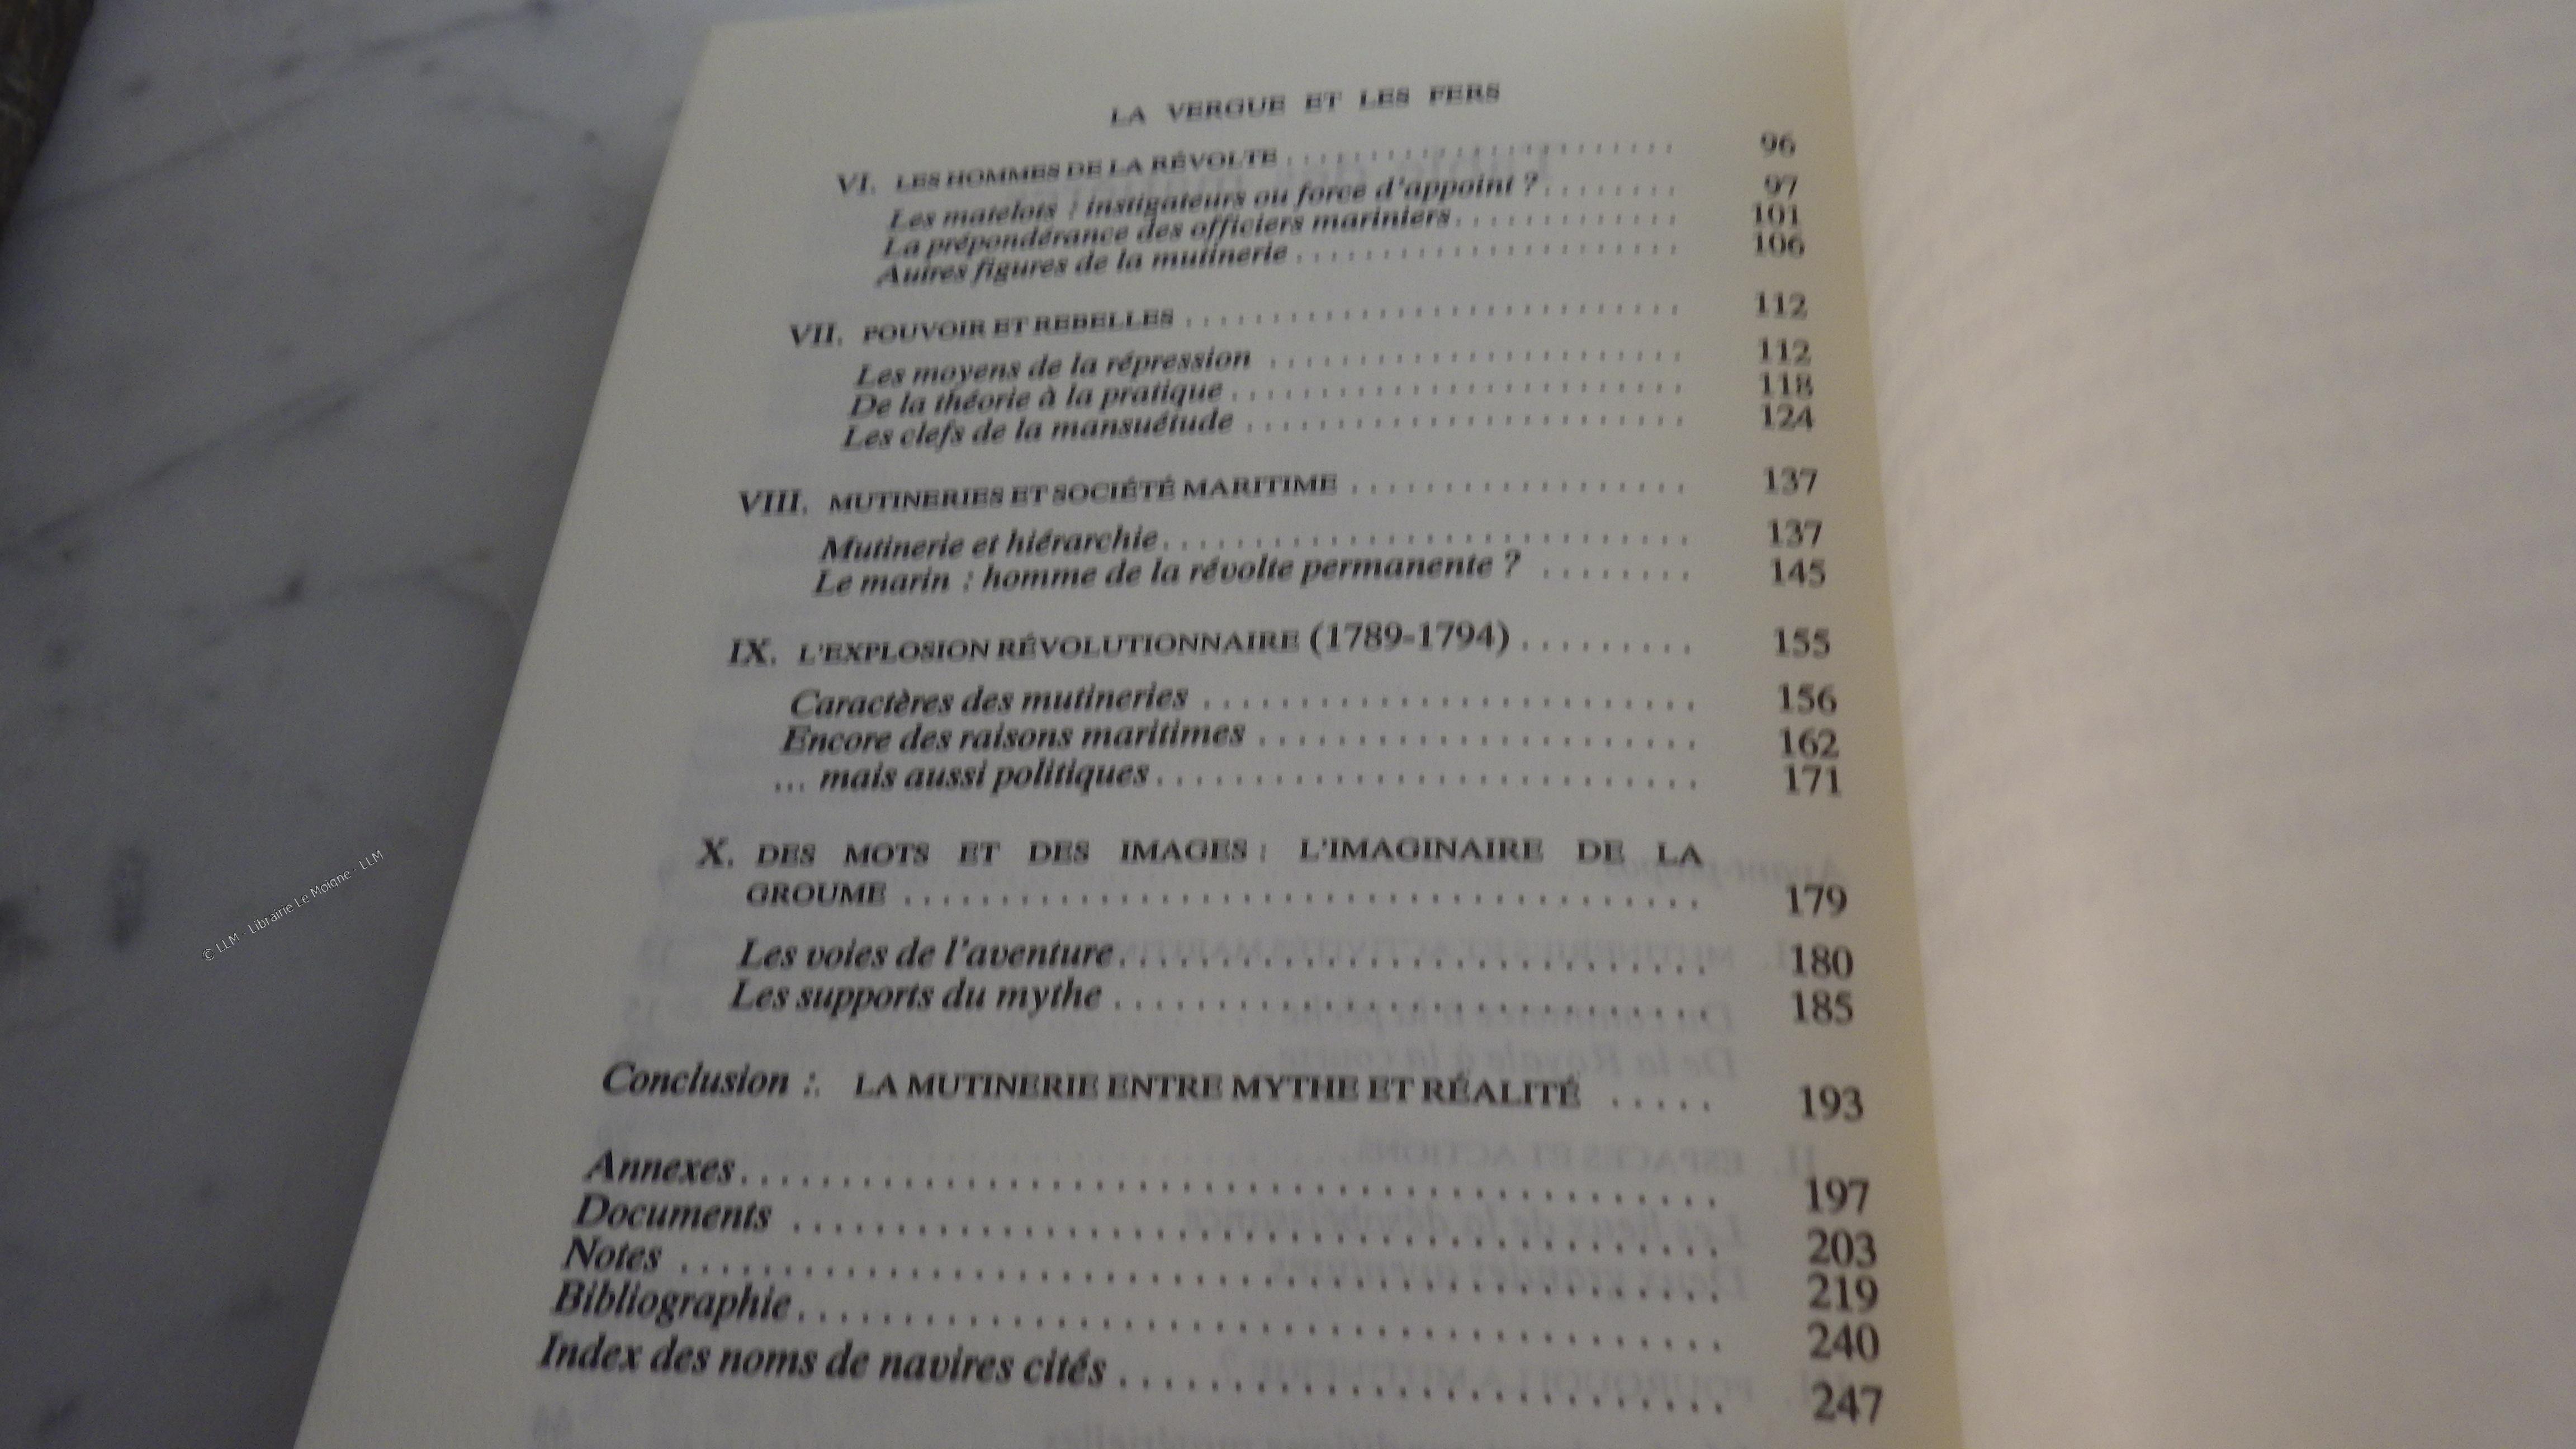 LA VERGUE ET LES FERS
VI. LES HOMMES DE LA RÉVOLTE ........................ 96
Les matelots : instigateurs ou force d'appoint ? ........ 97
La prépondérance des officiers mariniers ............. 101
Autres figures de la mutinerie ........................ 106
VII. POUVOIR ET REBELLES ............................. 112
Les moyens de la répression .......................... 112
De la théorie à la pratique .......................... 118
Les clefs de la mansuétude .......................... 124
VIII. MUTINERIES ET SOCIÉTÉ MARITIME ................... 137
Mutinerie et hiérarchie .............................. 137
Le marin : homme de la révolte permanente ? ........ 145
IX. L'EXPLOSION RÉVOLUTIONNAIRE (1789-1794) ......... 155
Caractères des mutineries .......................... 156
Encore des raisons maritimes ....................... 162
... mais aussi politiques ............................ 171
X. DES MOTS ET DES IMAGES : L'IMAGINAIRE DE LA
GROUME ......................................... 179
Les voies de l'aventure .............................. 180
Les supports du mythe .............................. 185
Conclusion : LA MUTINERIE ENTRE MYTHE ET RÉALITÉ ..... 193
Annexes ................................................ 197
Documents ............................................. 203
Notes ................................................... 219
Bibliographie ............................................ 240
Index des noms de navires cités .......................... 247
© LLM - Librairie Le Moigne - LLM